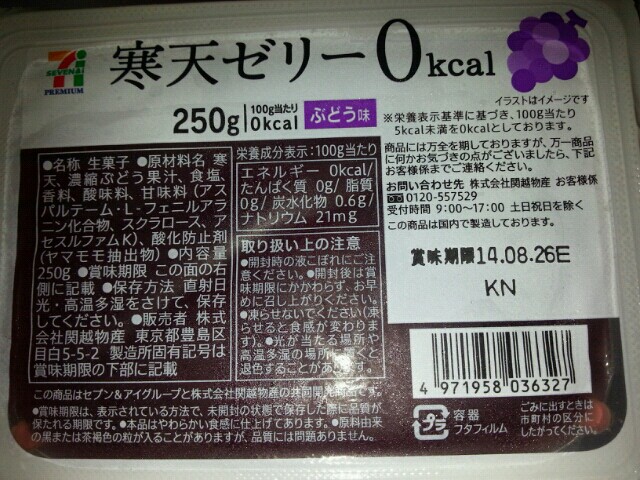 7i
SEVEN&i
PREMIUM
寒天ゼリー0kcal
250g
100g当たり
0kcal
ぶどう味
イラストはイメージです
※栄養表示基準に基づき、100g当たり
5kcal未満を0kcalとしております。
商品には万全を期しておりますが、万一商品
に何かお気づきの点がございましたら、下記
お客様係までご連絡ください。
お問い合わせ先 株式会社関越物産 お客様係
0120-557529
受付時間 9:00~17:00 土日祝日を除く
この商品は国内で製造しております。
賞味期限14.08.26E
KN
●名称 生菓子 ●原材料名 寒
天、濃縮ぶどう果汁、食塩、
香料、酸味料、甘味料(アス
パルテーム・L-フェニルアラ
ニン化合物、スクラロース、ア
セスルファムK)、酸化防止剤
(ヤマモモ抽出物) ●内容量
250g ●賞味期限 この面の右
側に記載 ●保存方法 直射日
光・高温多湿をさけて、保存
してください。●販売者 株式
会社関越物産 東京都豊島区
目白5-5-2 製造所固有記号は
賞味期限の下部に記載
栄養成分表示:100g当たり
エネルギー 0kcal/
たんぱく質 0g/ 脂質
0g/ 炭水化物 0.6g/
ナトリウム 21mg
取り扱い上の注意
●開封時の液こぼれにご注
意ください。●開封後は賞
味期限にかかわらず、お早
めに召し上がりください。
●凍らせないでください(凍
らせると食感が変わりま
す)。●光が当たる場所や
高温多湿の場所に置くと
退色することがあります。
この商品はセブン&アイグループと株式会社関越物産の共同開発商品です。
●賞味期限は、表示されている方法で、未開封の状態で保存した際に品質が
保たれる期限です。●本品はやわらかい食感に仕上げてあります。●原料由来
の黒または茶褐色の粒が入ることがありますが、品質には問題ありません。
4 971958 036327
プラ
容器
フタフィルム
ごみに出すときは
市町村の区分に
したがってください。